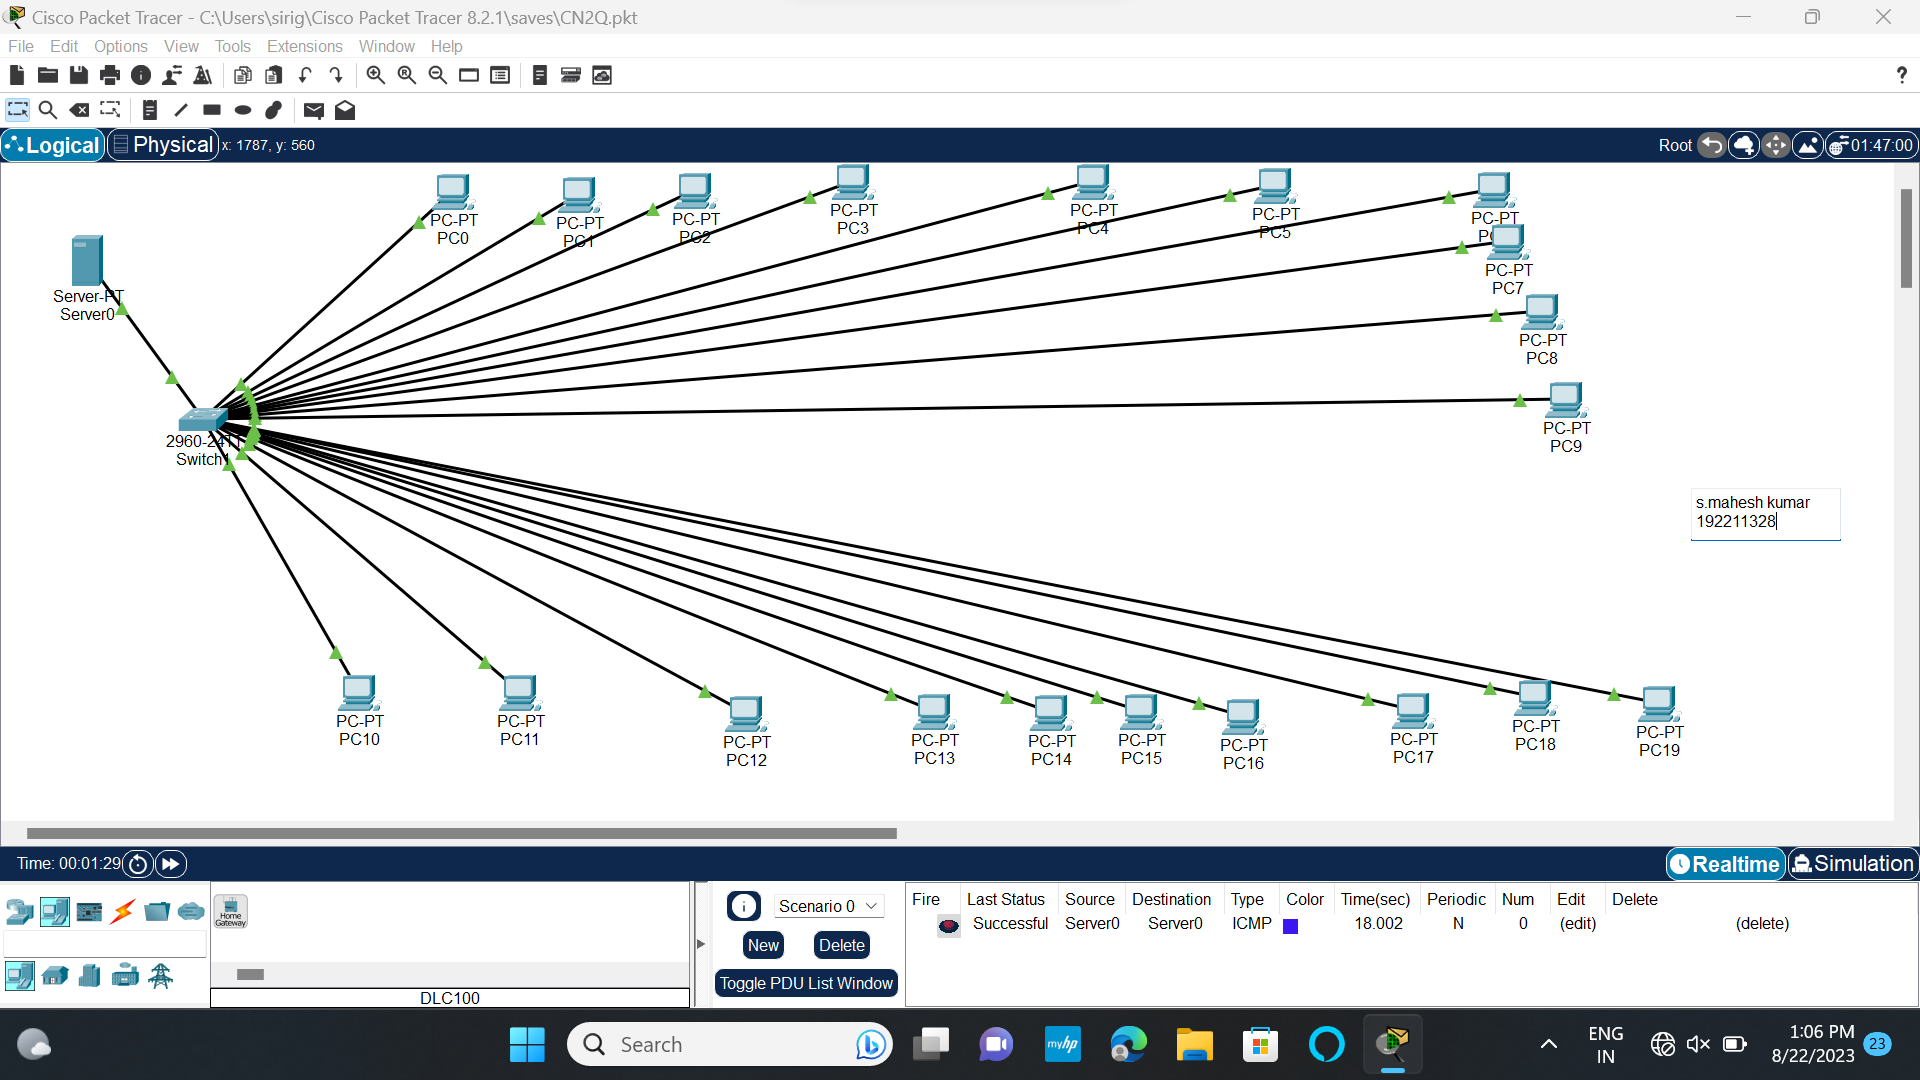 Cisco Packet Tracer - C:\Users\sirig\Cisco Packet Tracer 8.2.1\saves\CN2Q.pkt
File Edit Options View Tools Extensions Window Help
?
Logical Physical x: 1787, y: 560 Root 01:47:00
PC-PT
PC0
PC-PT
PC1
PC-PT
PC2
PC-PT
PC3
PC-PT
PC4
PC-PT
PC5
PC-PT
PC-PT
PC7
PC-PT
PC8
PC-PT
PC9
Server-PT
Server0
Switch1
s.mahesh kumar
192211328
PC-PT
PC10
PC-PT
PC11
PC-PT
PC12
PC-PT
PC13
PC-PT
PC14
PC-PT
PC15
PC-PT
PC16
PC-PT
PC17
PC-PT
PC18
PC-PT
PC19
Time: 00:01:29 Realtime Simulation
Home
Gateway
DLC100
Scenario 0
New Delete
Toggle PDU List Window
Fire Last Status Source Destination Type Color Time(sec) Periodic Num Edit Delete
Successful Server0 Server0 ICMP 18.002 N 0 (edit) (delete)
Search
myhp
ENG
IN
1:06 PM
8/22/2023
23